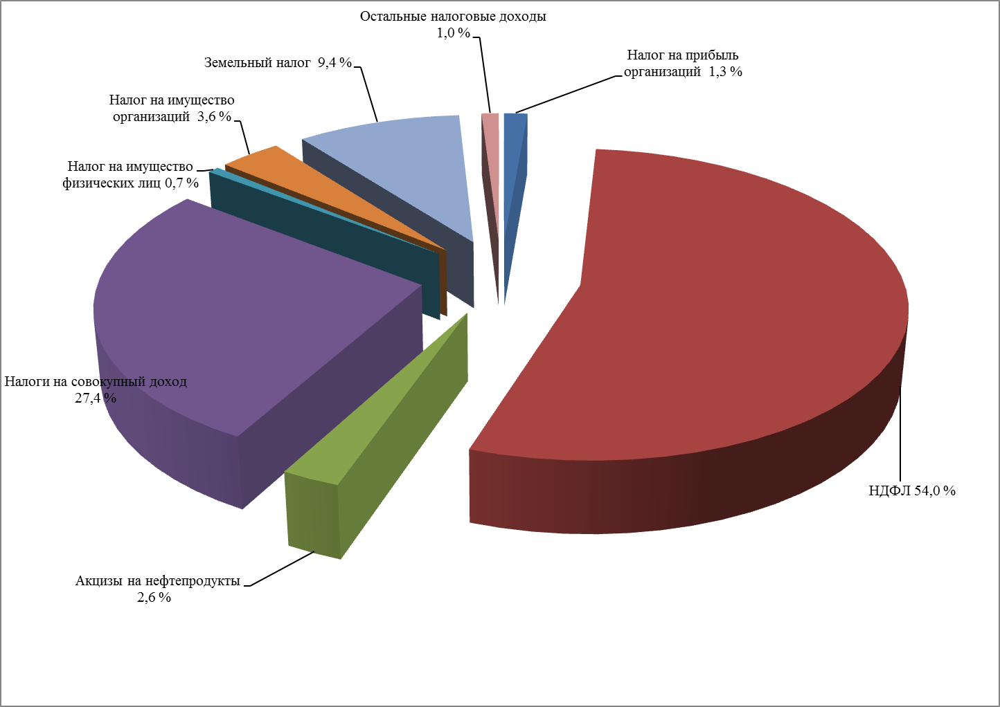 Остальные налоговые доходы
1,0 %
Налог на прибыль
организаций 1,3 %
Земельный налог 9,4 %
Налог на имущество
организаций 3,6 %
Налог на имущество
физических лиц 0,7 %
Налоги на совокупный доход
27,4 %
НДФЛ 54,0 %
Акцизы на нефтепродукты
2,6 %